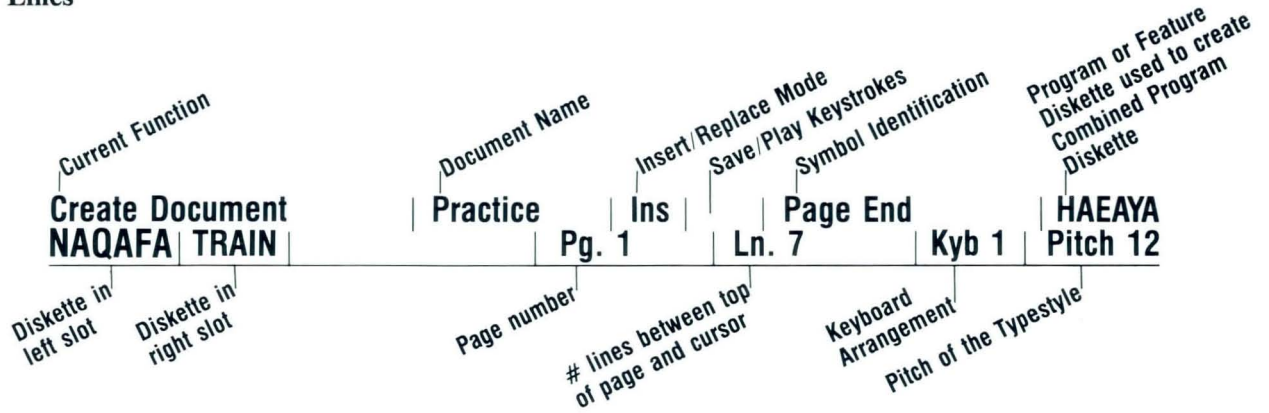 Lines
Current Function
Document Name
Insert/Replace Mode
Save/Play Keystrokes
Symbol Identification
Program or Feature
Diskette used to create
Combined Program
Diskette
Create Document Practice Ins Page End HAEAYA
NAQAFA TRAIN Pg. 1 Ln. 7 Kyb 1 Pitch 12
Diskette in
left slot
Diskette in
right slot
Page number
# lines between top
of page and cursor
Keyboard
Arrangement
Pitch of the Typestyle